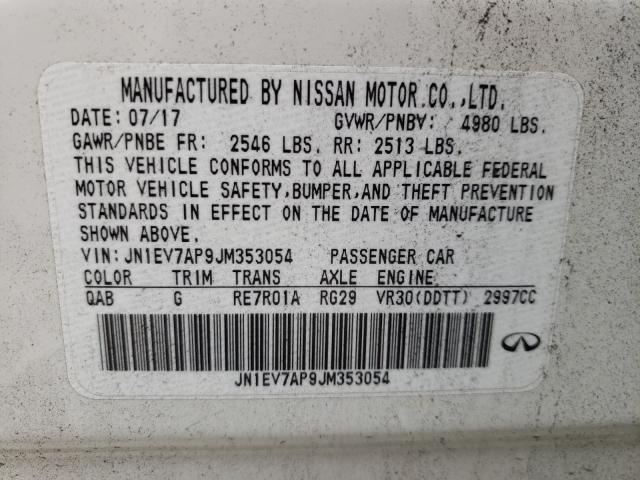 MANUFACTURED BY NISSAN MOTOR.CO.,LTD.
DATE: 07/17 GVWR/PNBV: 4980 LBS.
GAWR/PNBE FR: 2546 LBS. RR: 2513 LBS.
THIS VEHICLE CONFORMS TO ALL APPLICABLE FEDERAL
MOTOR VEHICLE SAFETY,BUMPER,AND THEFT PREVENTION
STANDARDS IN EFFECT ON THE DATE OF MANUFACTURE
SHOWN ABOVE.
VIN: JN1EV7AP9JM353054 PASSENGER CAR
COLOR TRIM TRANS AXLE ENGINE
QAB G RE7R01A RG29 VR30(DDTT) 2997CC
JN1EV7AP9JM353054